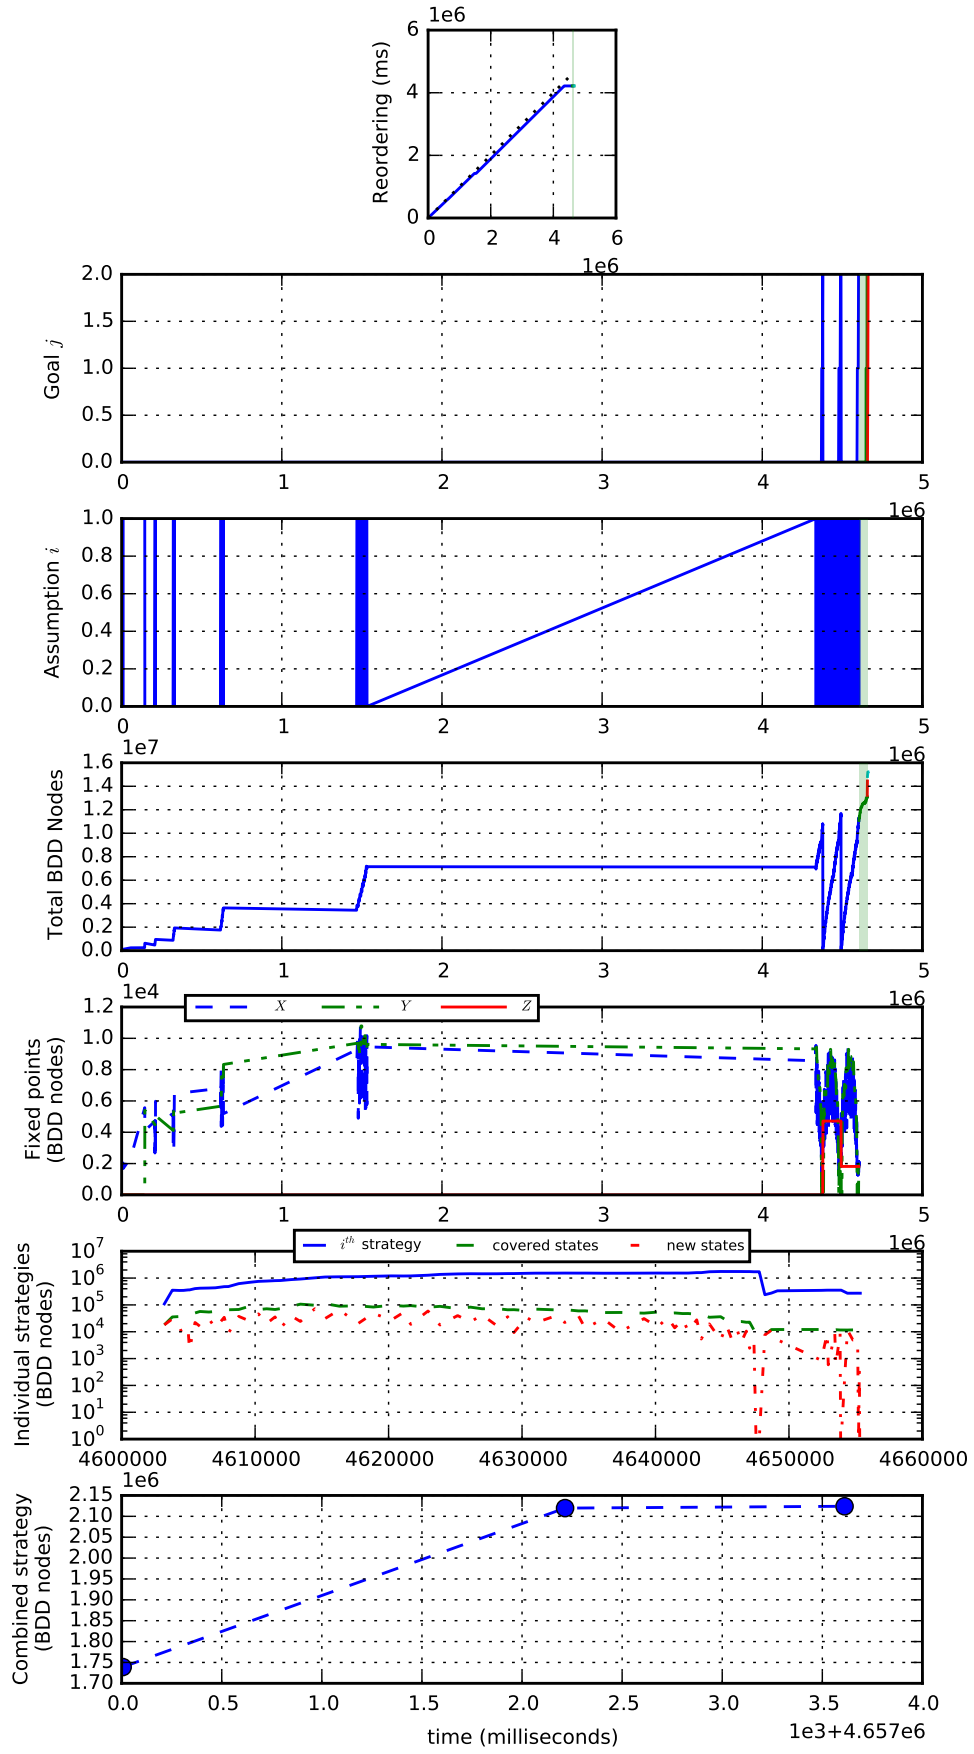 1e6
6
4
2
0
Reordering (ms)
0 2 4 6
1e6
2.0
1.5
1.0
0.5
0.0
Goal j
0 1 2 3 4 5
1e6
1.0
0.8
0.6
0.4
0.2
0.0
Assumption i
0 1 2 3 4 5
1e6
1e7
1.6
1.4
1.2
1.0
0.8
0.6
0.4
0.2
0.0
Total BDD Nodes
0 1 2 3 4 5
1e6
1e4
X Y Z
1.2
1.0
0.8
0.6
0.4
0.2
0.0
Fixed points
(BDD nodes)
0 1 2 3 4 5
1e6
i^th strategy covered states new states
10^7
10^6
10^5
10^4
10^3
10^2
10^1
10^0
Individual strategies
(BDD nodes)
4600000 4610000 4620000 4630000 4640000 4650000 4660000
1e6
2.15
2.10
2.05
2.00
1.95
1.90
1.85
1.80
1.75
1.70
Combined strategy
(BDD nodes)
0.0 0.5 1.0 1.5 2.0 2.5 3.0 3.5 4.0
time (milliseconds)
1e3+4.657e6